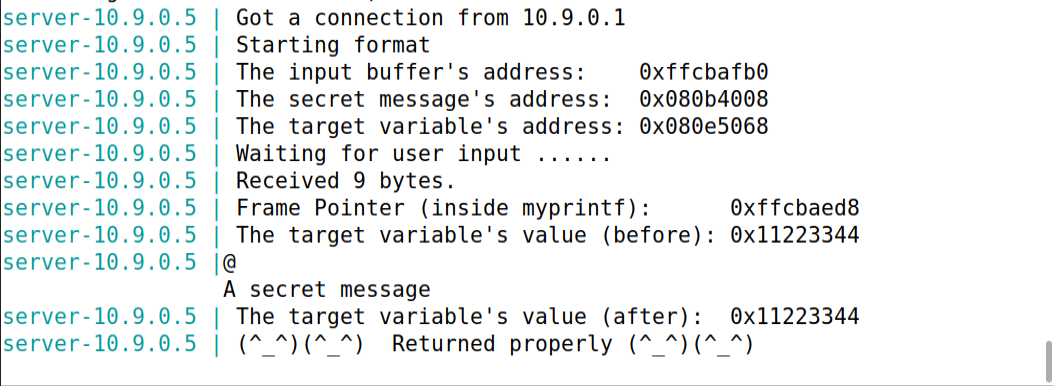 server-10.9.0.5 | Got a connection from 10.9.0.1
server-10.9.0.5 | Starting format
server-10.9.0.5 | The input buffer's address:    0xffcbafb0
server-10.9.0.5 | The secret message's address:  0x080b4008
server-10.9.0.5 | The target variable's address: 0x080e5068
server-10.9.0.5 | Waiting for user input ......
server-10.9.0.5 | Received 9 bytes.
server-10.9.0.5 | Frame Pointer (inside myprintf):      0xffcbaed8
server-10.9.0.5 | The target variable's value (before): 0x11223344
server-10.9.0.5 |@
A secret message
server-10.9.0.5 | The target variable's value (after):  0x11223344
server-10.9.0.5 | (^_^)(^_^)  Returned properly (^_^)(^_^)